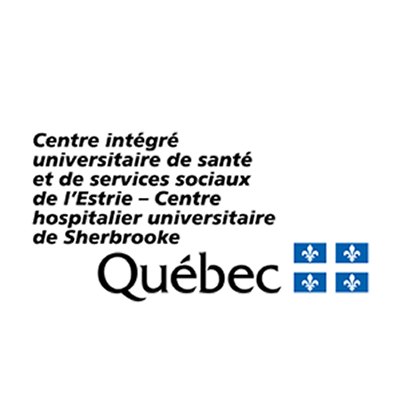 Centre intégré
universitaire de santé
et de services sociaux
de l'Estrie – Centre
hospitalier universitaire
de Sherbrooke
Québec